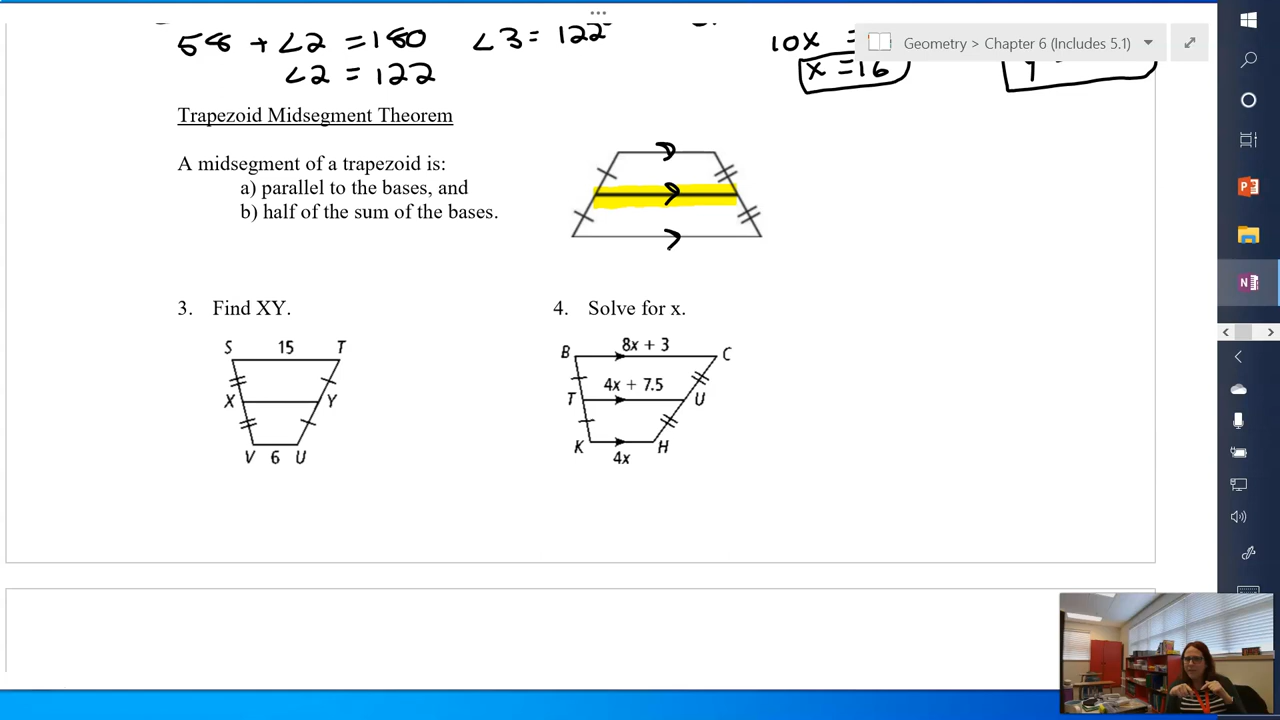 58 + ∠2 = 180
∠3 = 122°
10x =
Geometry > Chapter 6 (Includes 5.1)
∠2 = 122
x = 16
Trapezoid Midsegment Theorem
A midsegment of a trapezoid is:
a) parallel to the bases, and
b) half of the sum of the bases.
3. Find XY.
S 15 T
X Y
V 6 U
4. Solve for x.
B 8x + 3 C
T 4x + 7.5 U
K H
4x